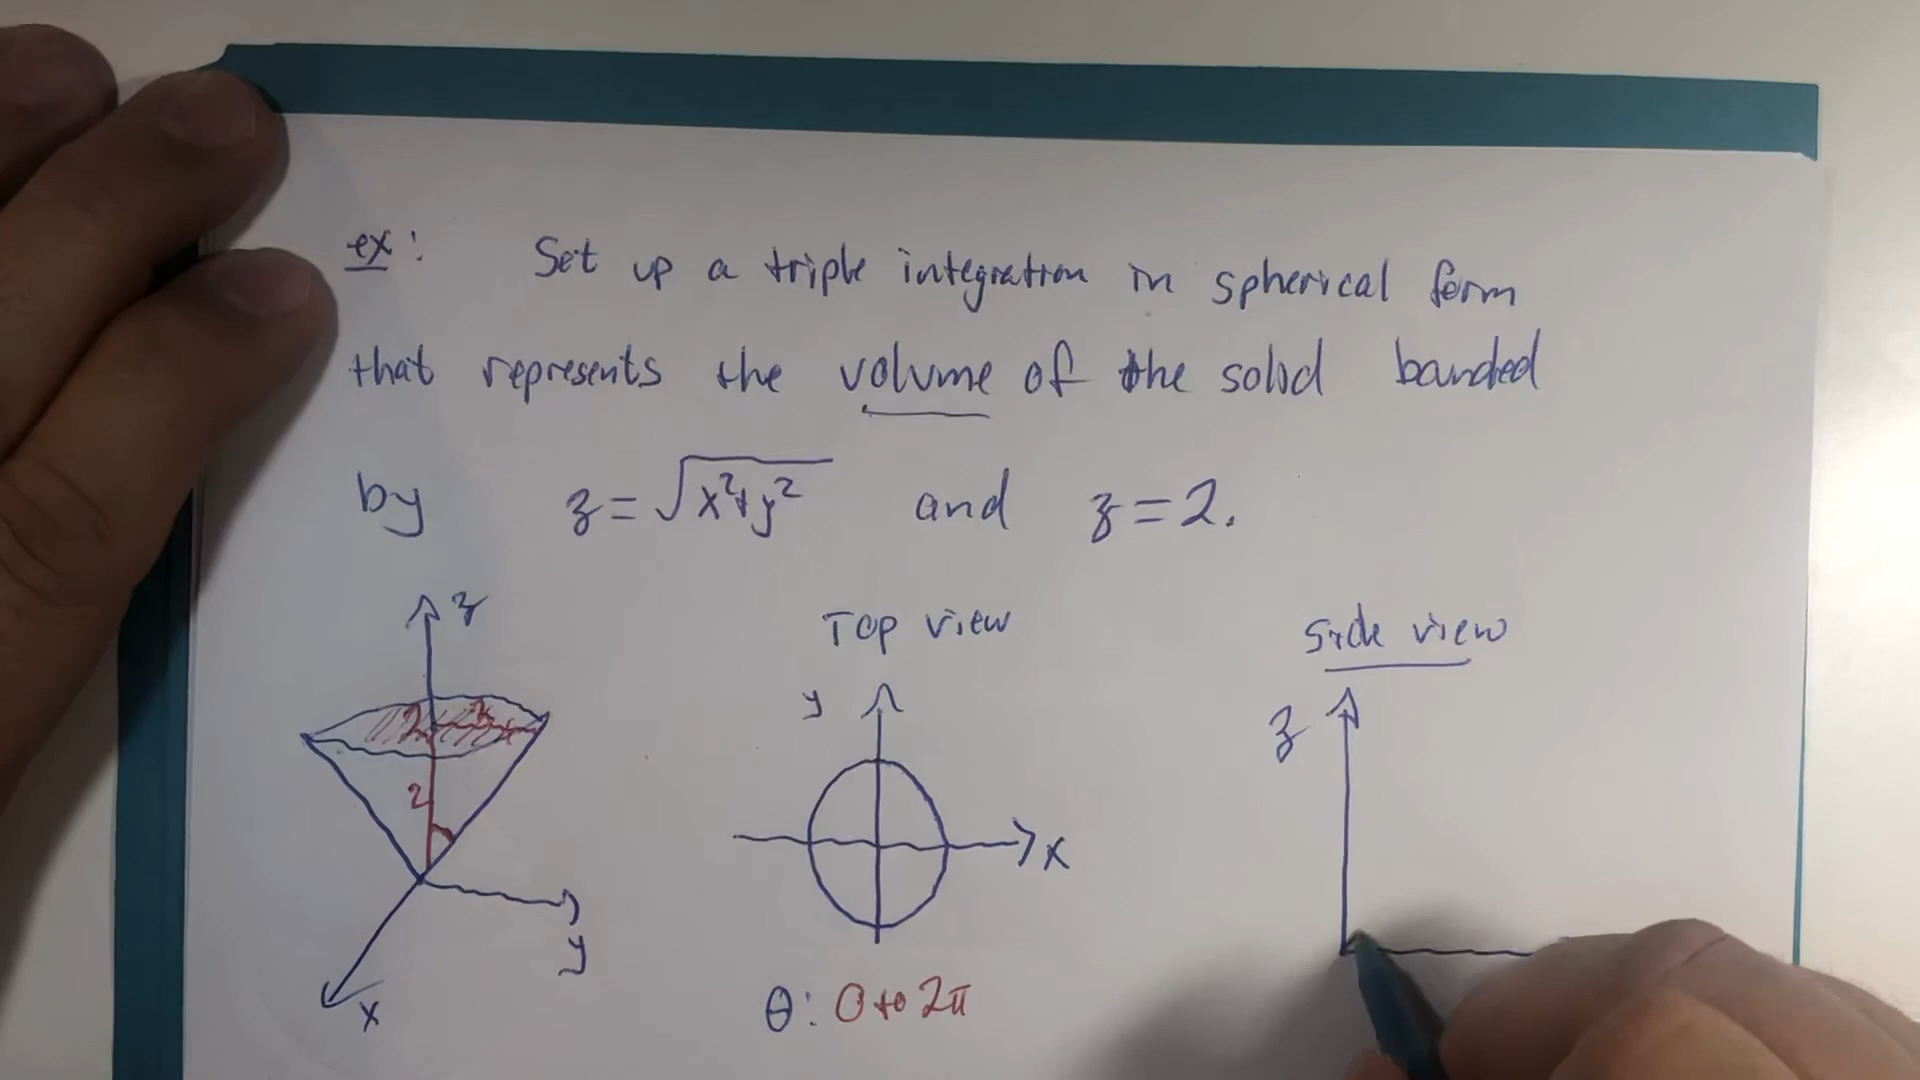 ex: Set up a triple integration in spherical form
that represents the volume of the solid bounded
by z = √x²+y² and z = 2.
z
2 2
2
y
x
Top view
y
x
θ: 0 to 2π
Side view
z